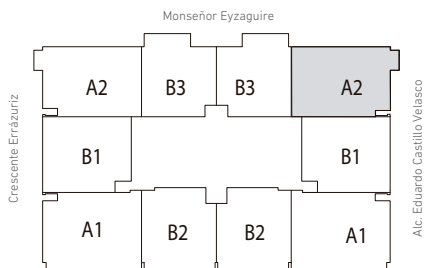 Monseñor Eyzaguire
A2 B3 B3 A2
Crescente Errázuriz
B1 B1
Alc. Eduardo Castillo Velasco
A1 B2 B2 A1